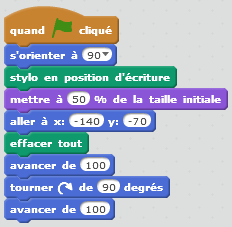 quand cliqué
s'orienter à 90
stylo en position d'écriture
mettre à 50 % de la taille initiale
aller à x: -140 y: -70
effacer tout
avancer de 100
tourner de 90 degrés
avancer de 100